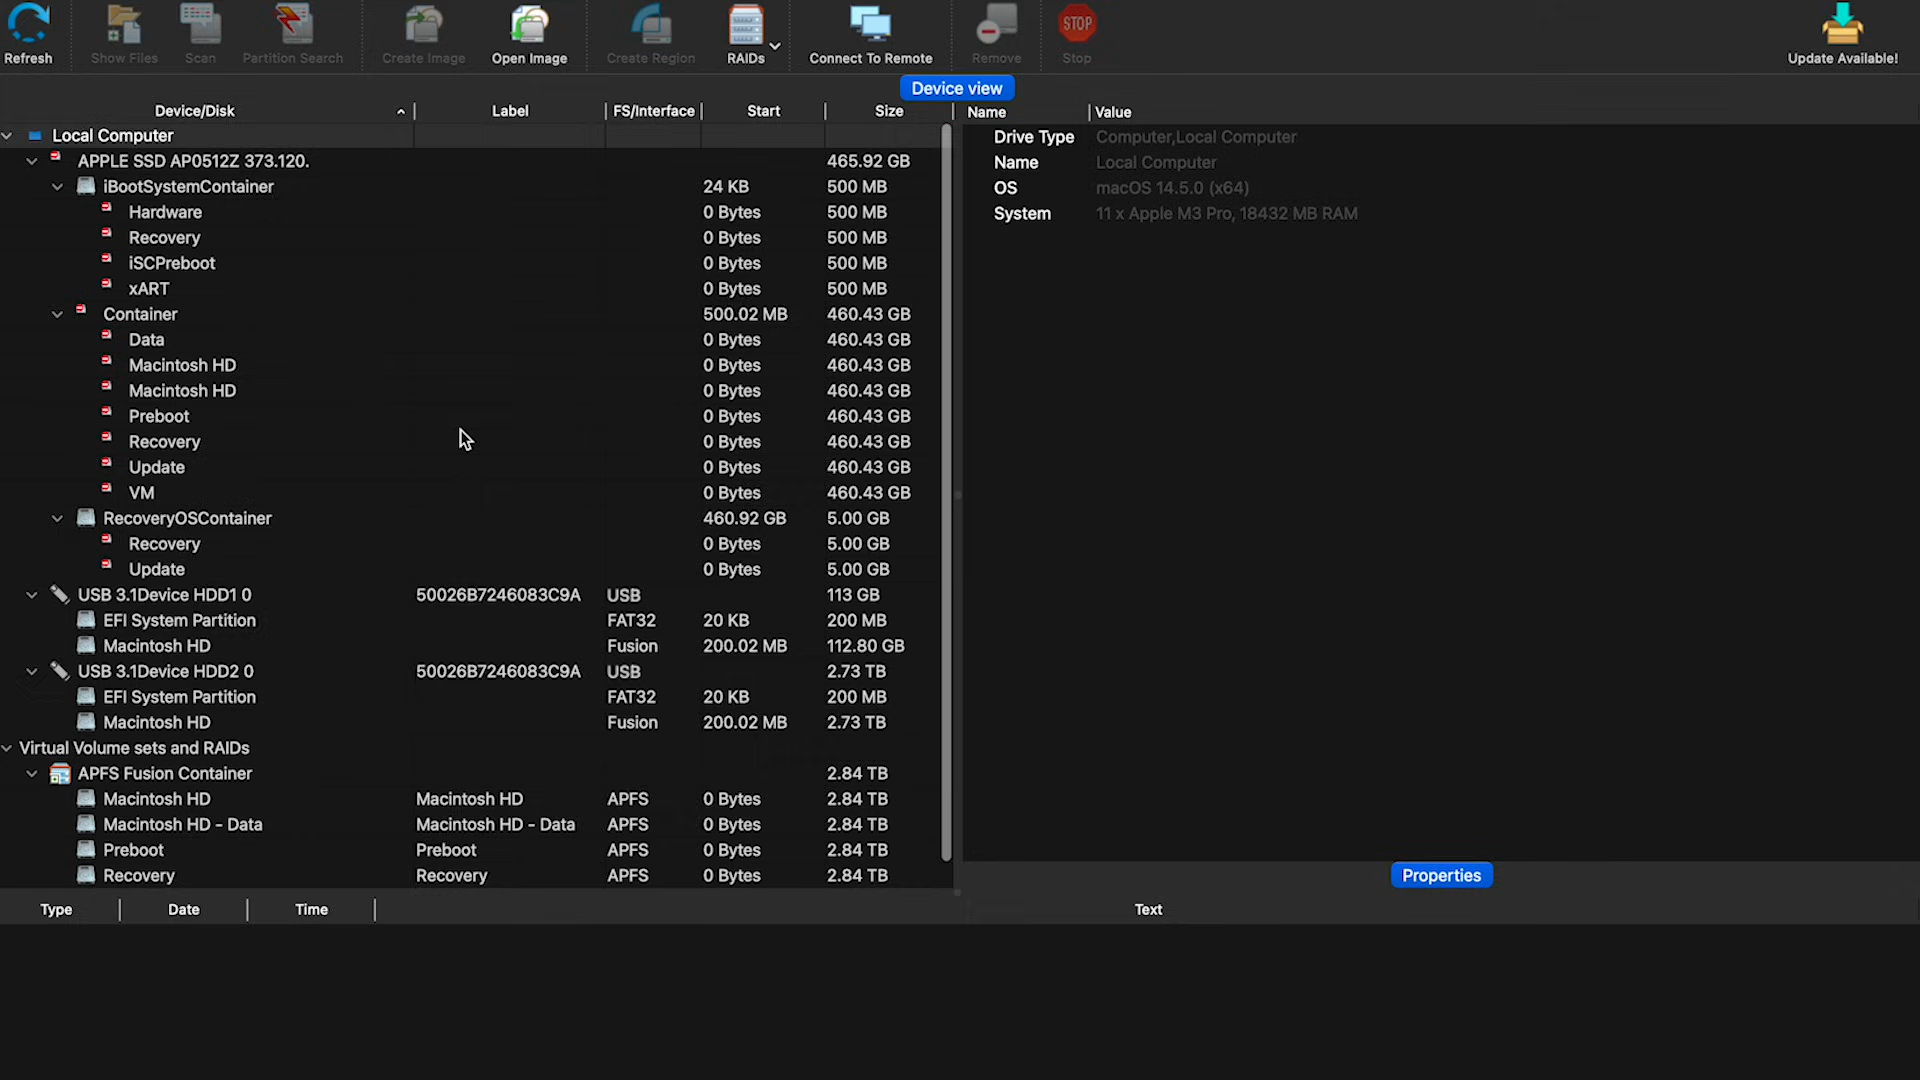 Refresh Show Files Scan Partition Search Create Image Open Image Create Region RAIDs Connect To Remote Remove STOP Stop Update Available!
Device view
Device/Disk Label FS/Interface Start Size Name Value
Local Computer
APPLE SSD AP0512Z 373.120. 465.92 GB
iBootSystemContainer 24 KB 500 MB
Hardware 0 Bytes 500 MB
Recovery 0 Bytes 500 MB
iSCPreboot 0 Bytes 500 MB
xART 0 Bytes 500 MB
Container 500.02 MB 460.43 GB
Data 0 Bytes 460.43 GB
Macintosh HD 0 Bytes 460.43 GB
Macintosh HD 0 Bytes 460.43 GB
Preboot 0 Bytes 460.43 GB
Recovery 0 Bytes 460.43 GB
Update 0 Bytes 460.43 GB
VM 0 Bytes 460.43 GB
RecoveryOSContainer 460.92 GB 5.00 GB
Recovery 0 Bytes 5.00 GB
Update 0 Bytes 5.00 GB
USB 3.1Device HDD1 0 50026B7246083C9A USB 113 GB
EFI System Partition FAT32 20 KB 200 MB
Macintosh HD Fusion 200.02 MB 112.80 GB
USB 3.1Device HDD2 0 50026B7246083C9A USB 2.73 TB
EFI System Partition FAT32 20 KB 200 MB
Macintosh HD Fusion 200.02 MB 2.73 TB
Virtual Volume sets and RAIDs
APFS Fusion Container 2.84 TB
Macintosh HD Macintosh HD APFS 0 Bytes 2.84 TB
Macintosh HD - Data Macintosh HD - Data APFS 0 Bytes 2.84 TB
Preboot Preboot APFS 0 Bytes 2.84 TB
Recovery Recovery APFS 0 Bytes 2.84 TB
Drive Type Computer,Local Computer
Name Local Computer
OS macOS 14.5.0 (x64)
System 11 x Apple M3 Pro, 18432 MB RAM
Properties
Type Date Time Text